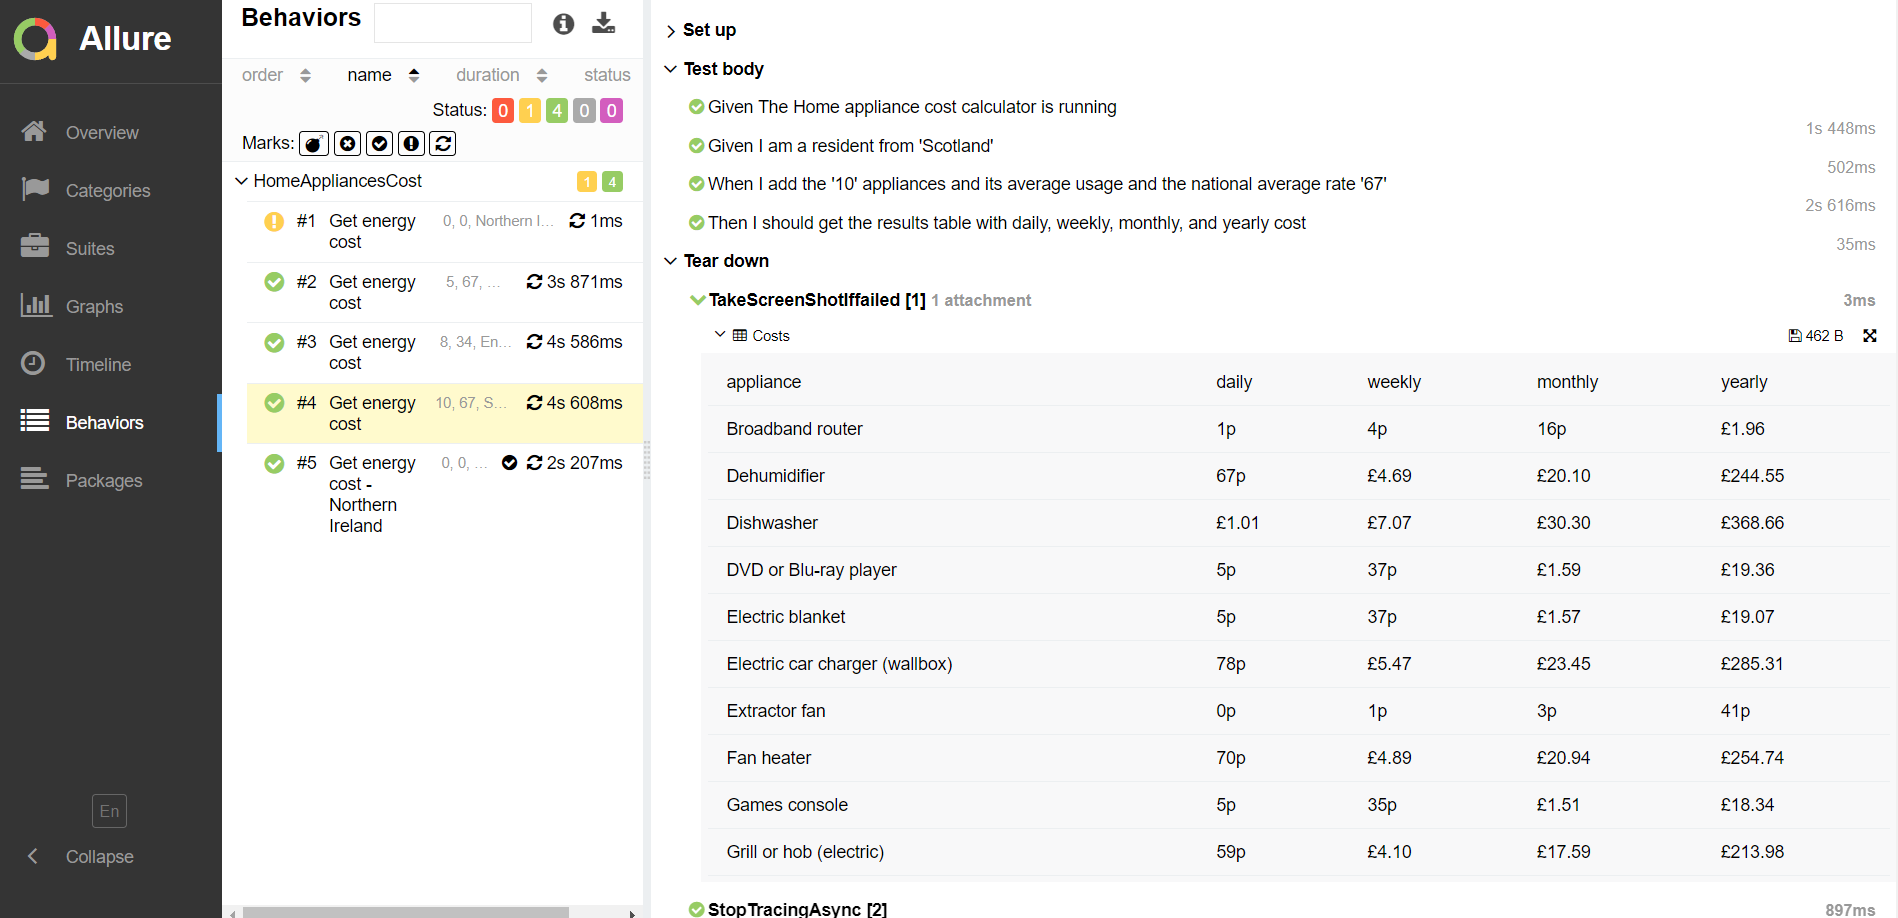 Allure
Overview
Categories
Suites
Graphs
Timeline
Behaviors
Packages
En
Collapse
Behaviors
order name duration status
Status: 0 1 4 0 0
Marks:
HomeAppliancesCost 1 4
#1 Get energy cost 0, 0, Northern I... 1ms
#2 Get energy cost 5, 67, ... 3s 871ms
#3 Get energy cost 8, 34, En... 4s 586ms
#4 Get energy cost 10, 67, S... 4s 608ms
#5 Get energy cost - Northern Ireland 0, 0, ... 2s 207ms
Set up
Test body
Given The Home appliance cost calculator is running
1s 448ms
Given I am a resident from 'Scotland'
502ms
When I add the '10' appliances and its average usage and the national average rate '67'
2s 616ms
Then I should get the results table with daily, weekly, monthly, and yearly cost
35ms
Tear down
TakeScreenShotIffailed [1] 1 attachment 3ms
Costs 462 B
appliance daily weekly monthly yearly
Broadband router 1p 4p 16p £1.96
Dehumidifier 67p £4.69 £20.10 £244.55
Dishwasher £1.01 £7.07 £30.30 £368.66
DVD or Blu-ray player 5p 37p £1.59 £19.36
Electric blanket 5p 37p £1.57 £19.07
Electric car charger (wallbox) 78p £5.47 £23.45 £285.31
Extractor fan 0p 1p 3p 41p
Fan heater 70p £4.89 £20.94 £254.74
Games console 5p 35p £1.51 £18.34
Grill or hob (electric) 59p £4.10 £17.59 £213.98
StopTracingAsync [2] 897ms